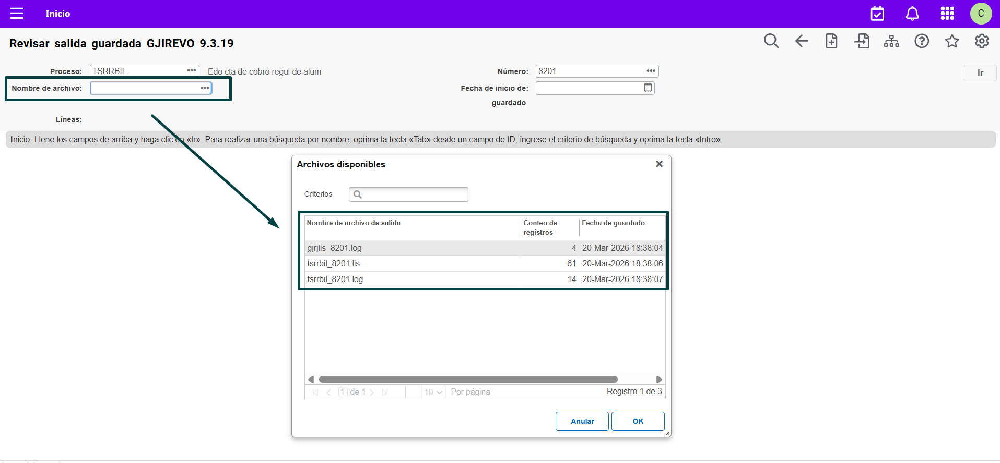 Inicio
C
Revisar salida guardada GJIREVO 9.3.19
Proceso: TSRRBIL ••• Edo cta de cobro regul de alum
Número: 8201 •••
Ir
Nombre de archivo: •••
Fecha de inicio de:
guardado
Líneas:
Inicio: Llene los campos de arriba y haga clic en «Ir». Para realizar una búsqueda por nombre, oprima la tecla «Tab» desde un campo de ID, ingrese el criterio de búsqueda y oprima la tecla «Intro».
Archivos disponibles
Criterios
Nombre de archivo de salida
Conteo de
registros
Fecha de guardado
gjrjlis_8201.log 4 20-Mar-2026 18:38:04
tsrrbil_8201.lis 61 20-Mar-2026 18:38:06
tsrrbil_8201.log 14 20-Mar-2026 18:38:07
1 de 1 10 Por página Registro 1 de 3
Anular OK